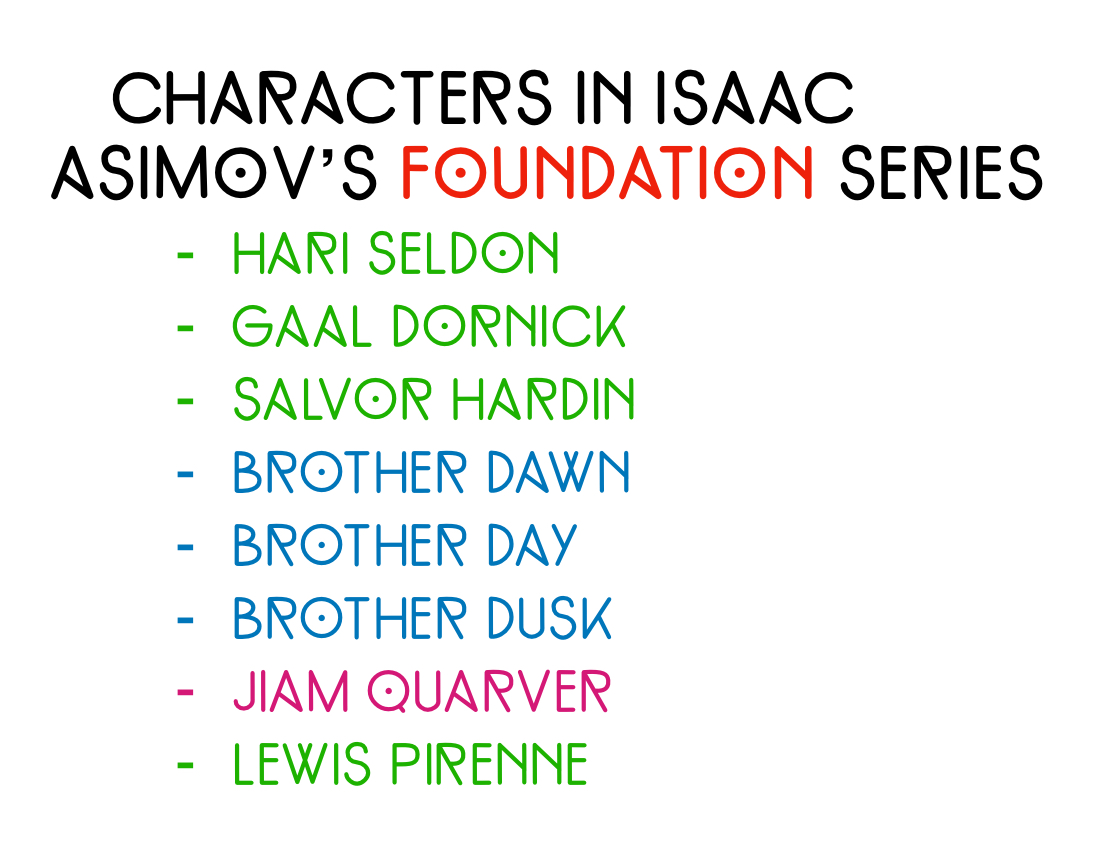 CHARACTERS IN ISAAC
ASIMOV’S FOUNDATION SERIES
- HARI SELDON
- GAAL DORNICK
- SALVOR HARDIN
- BROTHER DAWN
- BROTHER DAY
- BROTHER DUSK
- JIAM QUARVER
- LEWIS PIRENNE